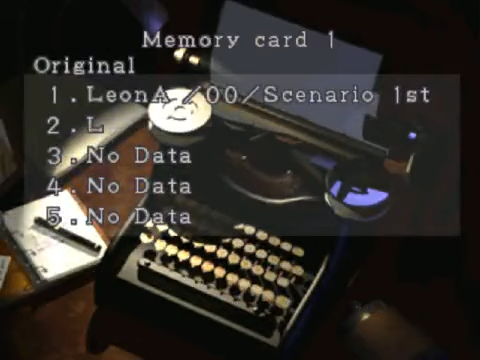 Memory card 1
Original
1.LeonA /00/Scenario 1st
2.L
3.No Data
4.No Data
5.No Data